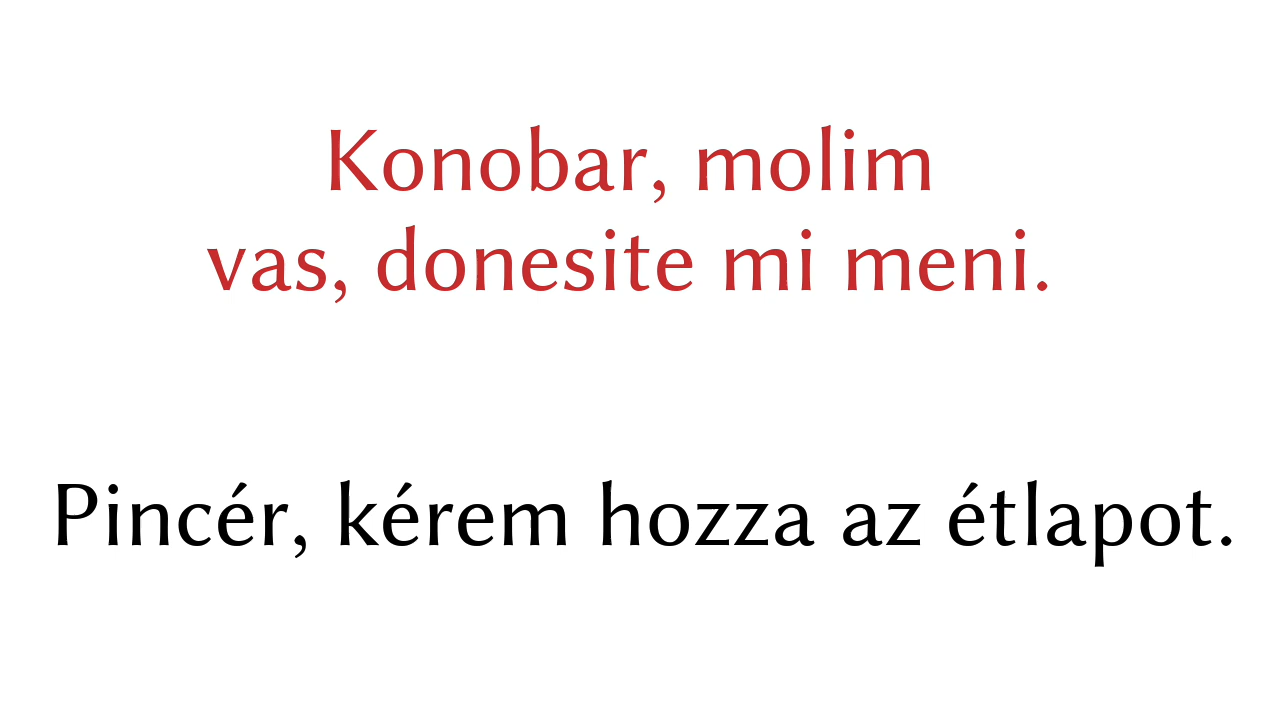 Konobar, molim
vas, donesite mi meni.
Pincér, kérem hozza az étlapot.